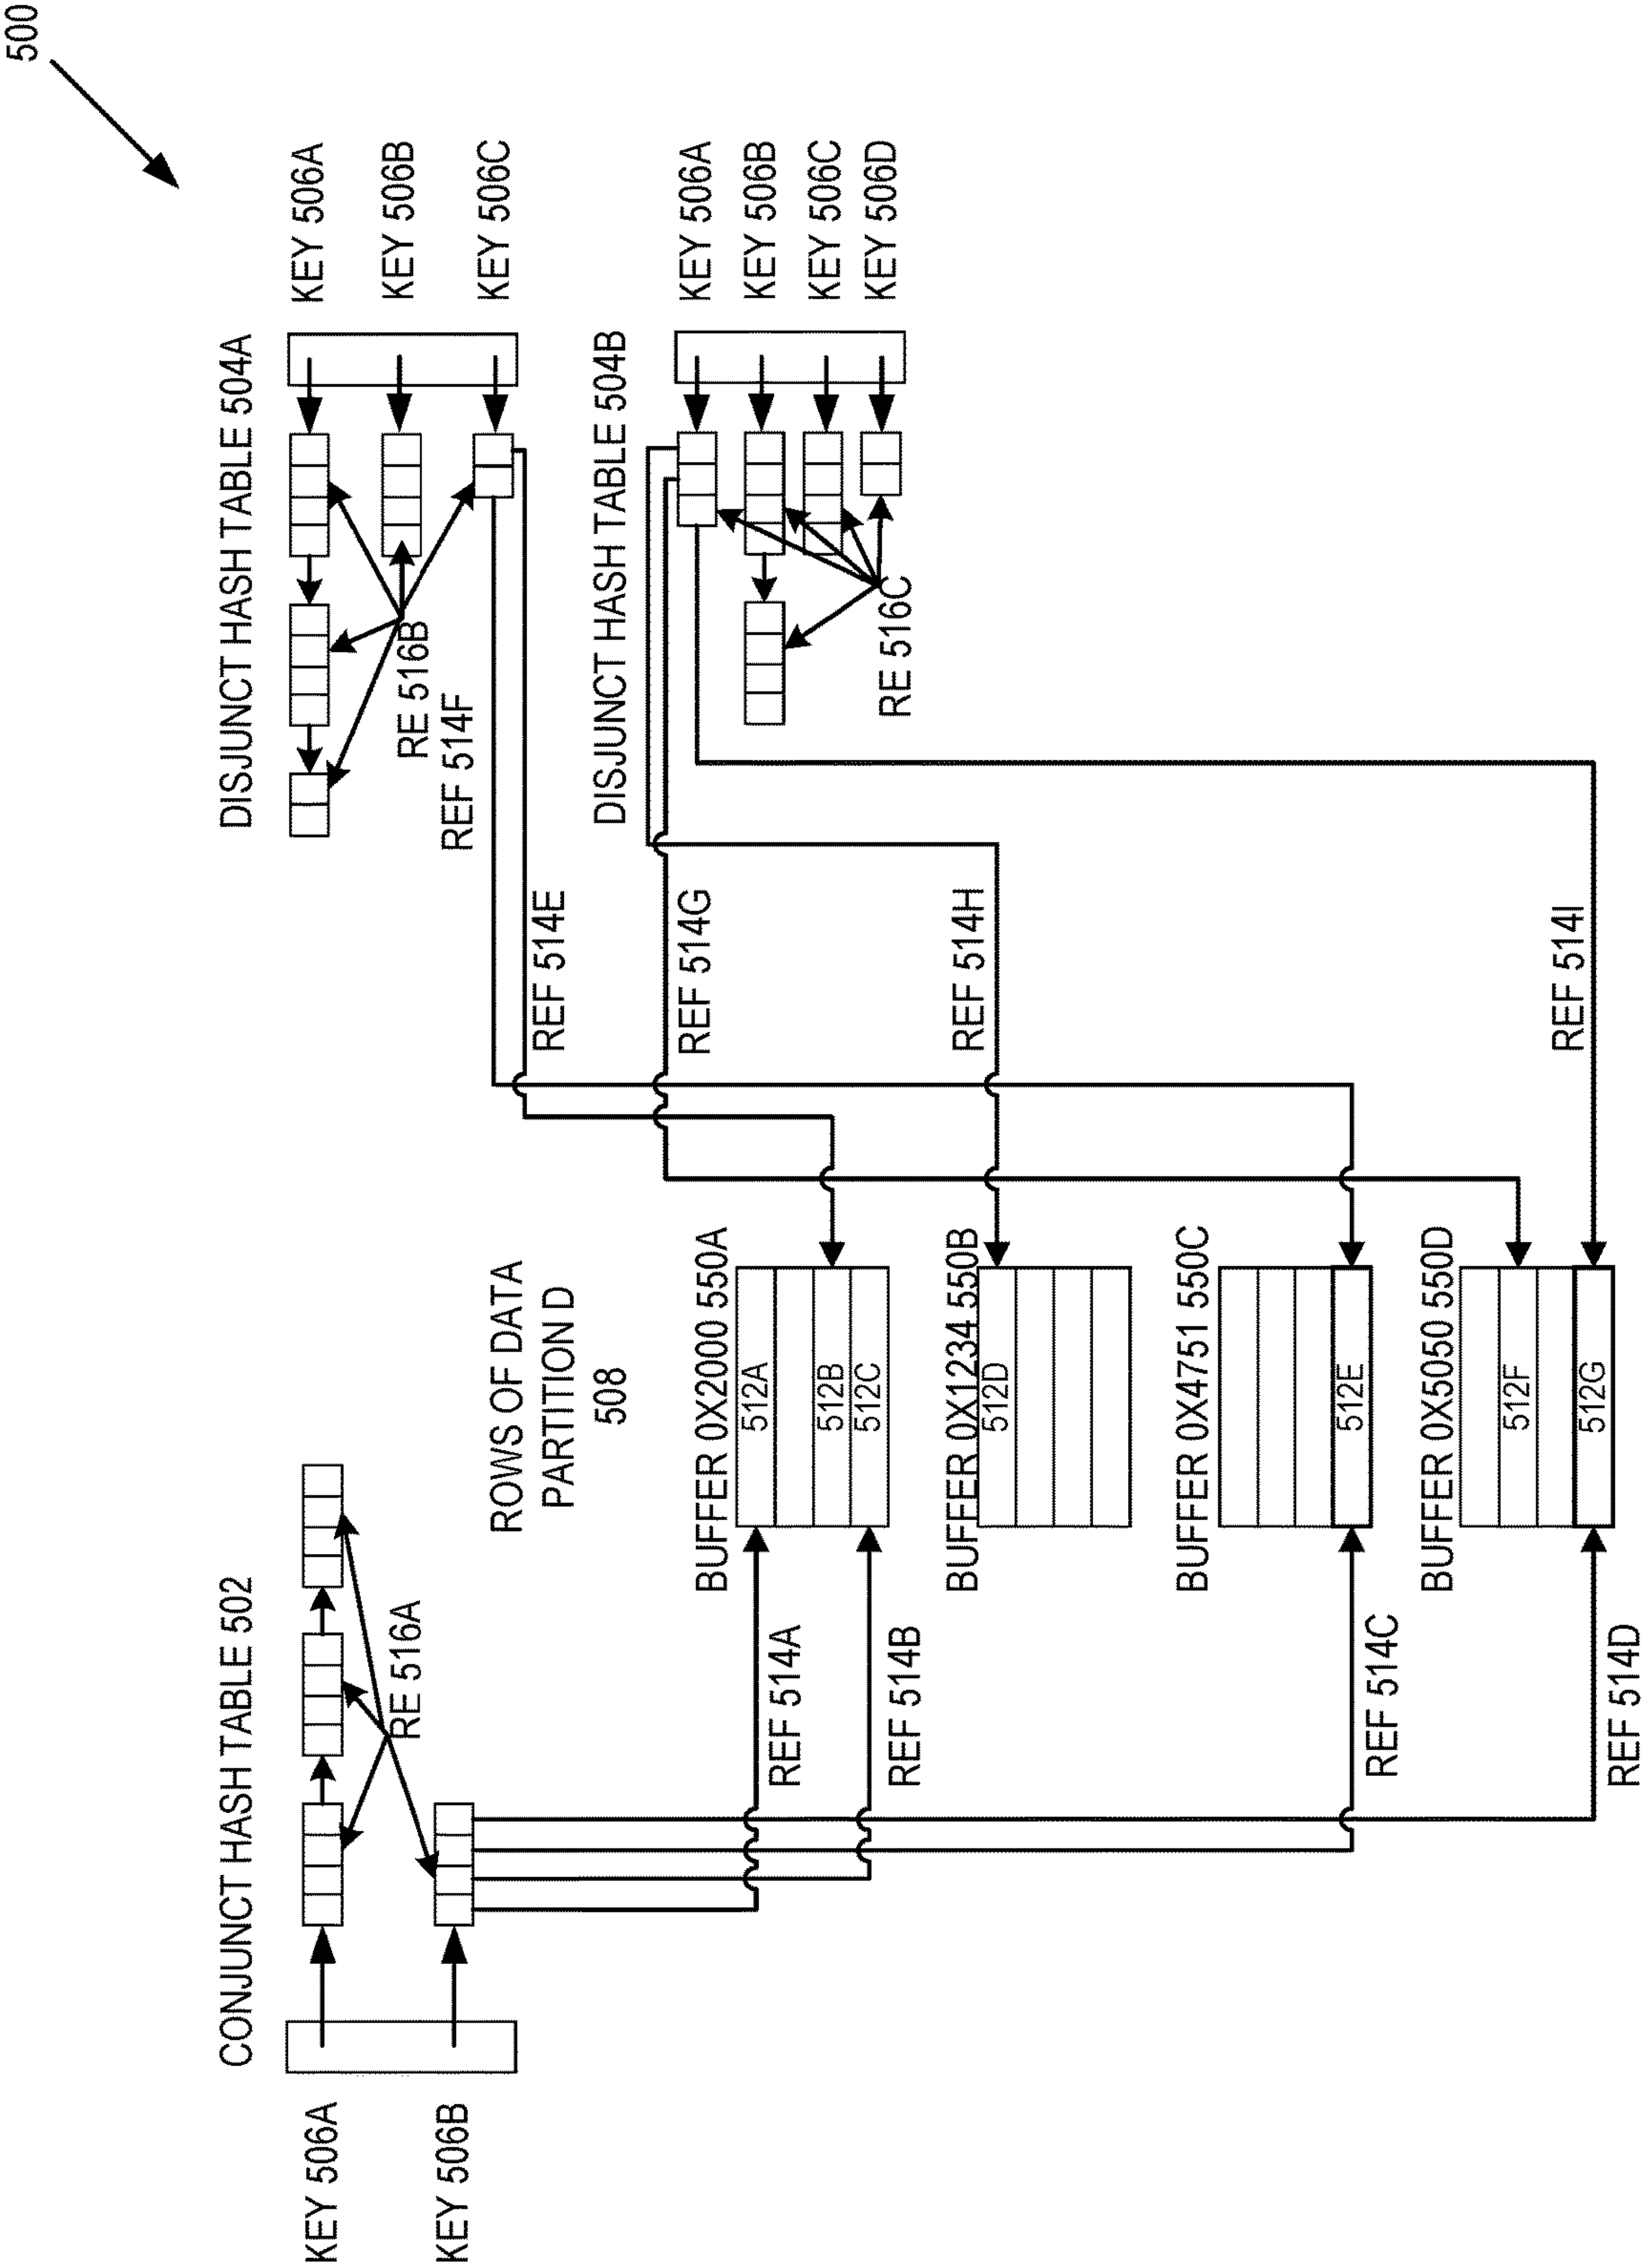 500
CONJUNCT HASH TABLE 502
KEY 506A
KEY 506B
RE 516A
REF 514A
REF 514B
REF 514C
REF 514D
ROWS OF DATA
PARTITION D
508
BUFFER 0X2000 550A
512A
512B
512C
BUFFER 0X1234 550B
512D
BUFFER 0X4751 550C
512E
BUFFER 0X5050 550D
512F
512G
DISJUNCT HASH TABLE 504A
KEY 506A
KEY 506B
KEY 506C
RE 516B
REF 514F
REF 514E
DISJUNCT HASH TABLE 504B
KEY 506A
KEY 506B
KEY 506C
KEY 506D
RE 516C
REF 514G
REF 514H
REF 514I